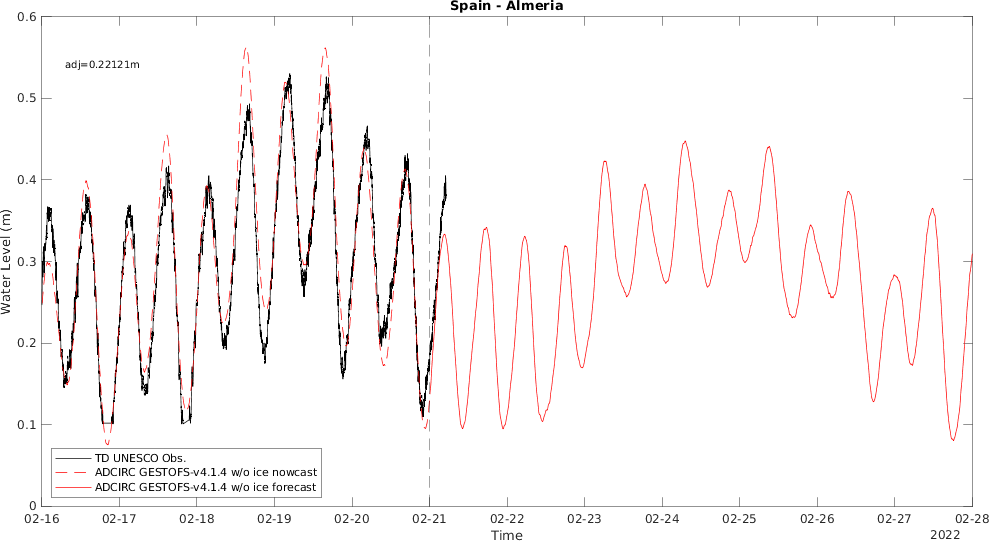 Spain - Almeria
adj=0.22121m
Water Level (m)
0.6
0.5
0.4
0.3
0.2
0.1
0
TD UNESCO Obs.
ADCIRC GESTOFS-v4.1.4 w/o ice nowcast
ADCIRC GESTOFS-v4.1.4 w/o ice forecast
02-16 02-17 02-18 02-19 02-20 02-21 02-22 02-23 02-24 02-25 02-26 02-27 02-28
Time
2022